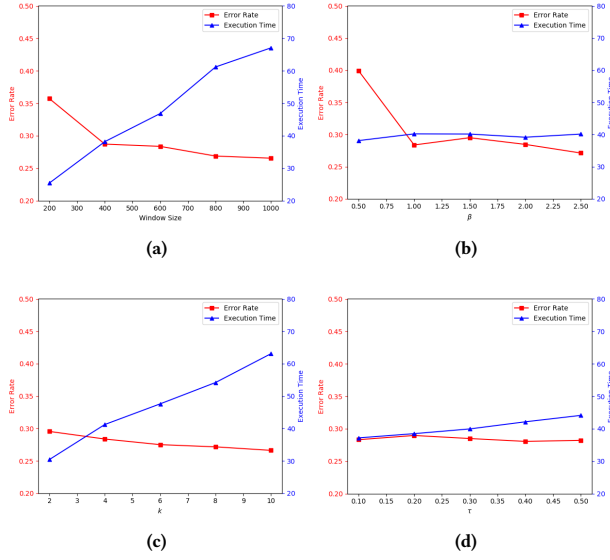 0.50 80
Error Rate
Execution Time
0.45 70
0.40 60
Error Rate
0.35 50
Execution Time
0.30 40
0.25 30
0.20 20
200 300 400 500 600 700 800 900 1000
Window Size
(a)
0.50 80
Error Rate
Execution Time
0.45 70
0.40 60
Error Rate
0.35 50
Execution Time
0.30 40
0.25 30
0.20 20
0.50 0.75 1.00 1.25 1.50 1.75 2.00 2.25 2.50
β
(b)
0.50 80
Error Rate
Execution Time
0.45 70
0.40 60
Error Rate
0.35 50
Execution Time
0.30 40
0.25 30
0.20 20
2 3 4 5 6 7 8 9 10
k
(c)
0.50 80
Error Rate
Execution Time
0.45 70
0.40 60
Error Rate
0.35 50
Execution Time
0.30 40
0.25 30
0.20 20
0.10 0.15 0.20 0.25 0.30 0.35 0.40 0.45 0.50
τ
(d)